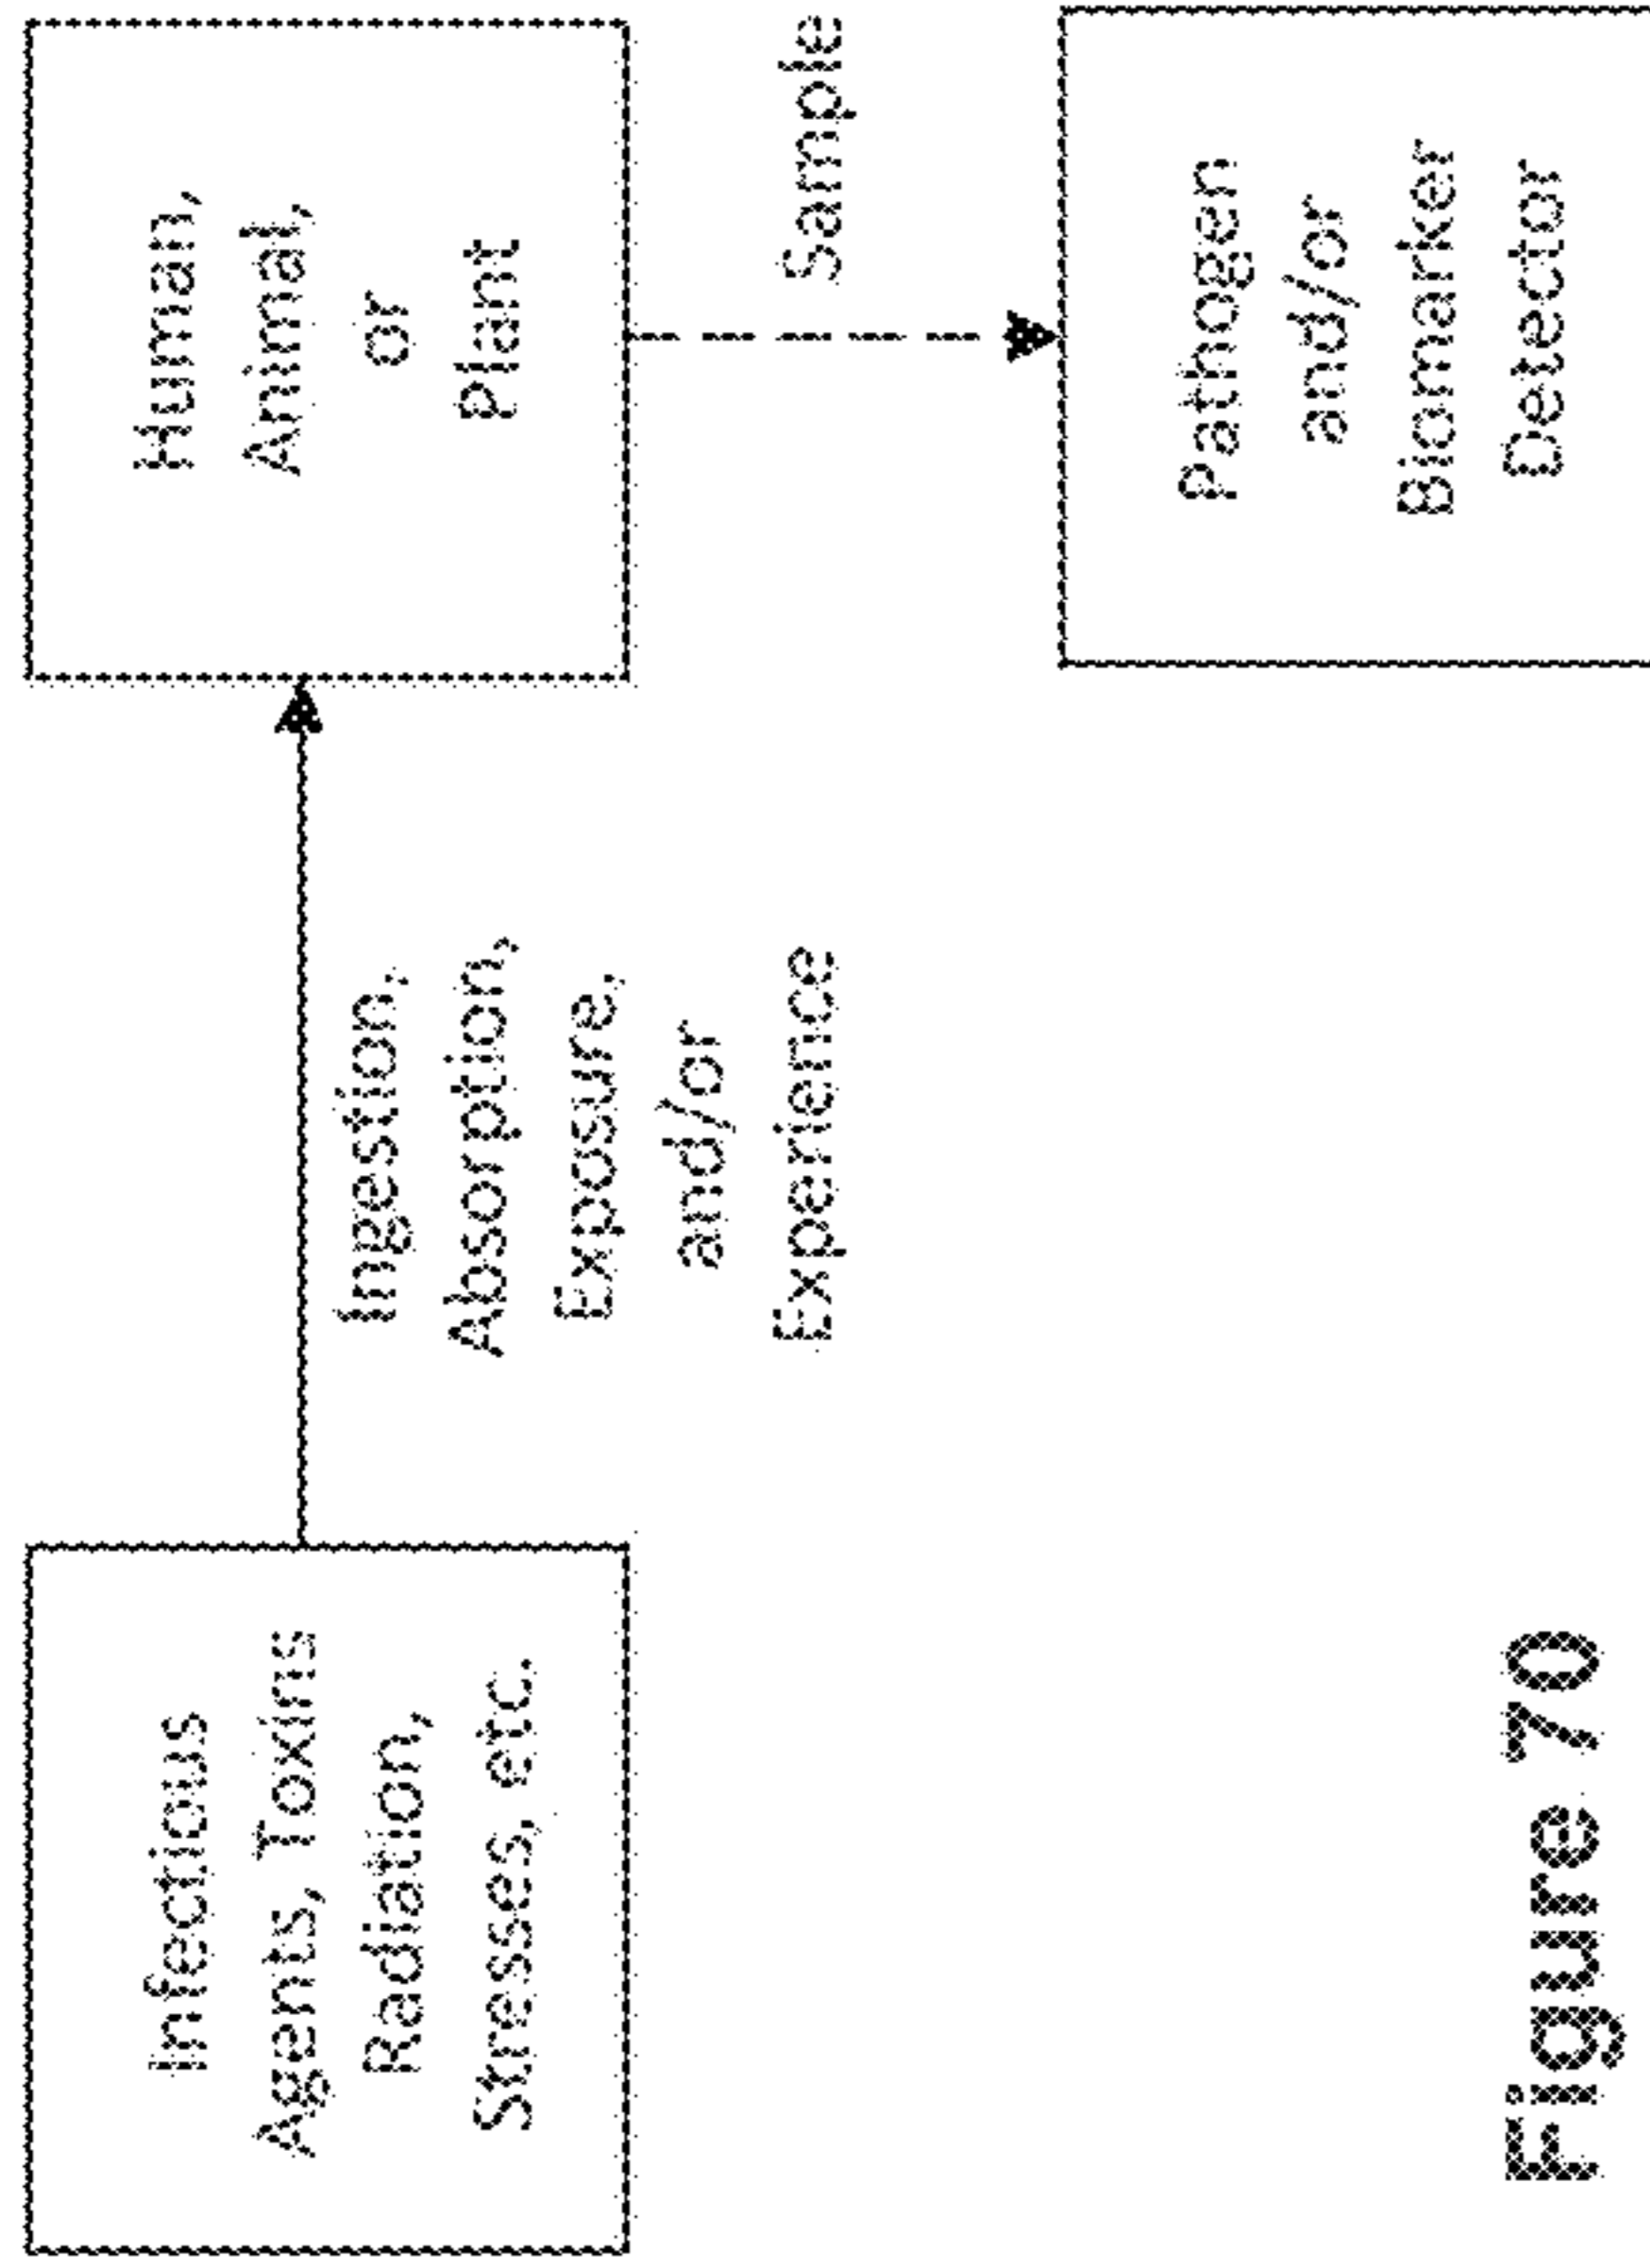 Infectious
Agents, Toxins
Radiation,
Stresses, etc.
Ingestion,
Absorption,
Exposure,
and/or
Experience
Human,
Animal,
or
Plant
Sample
Pathogen
and/or
Biomarker
Detector
Figure 70